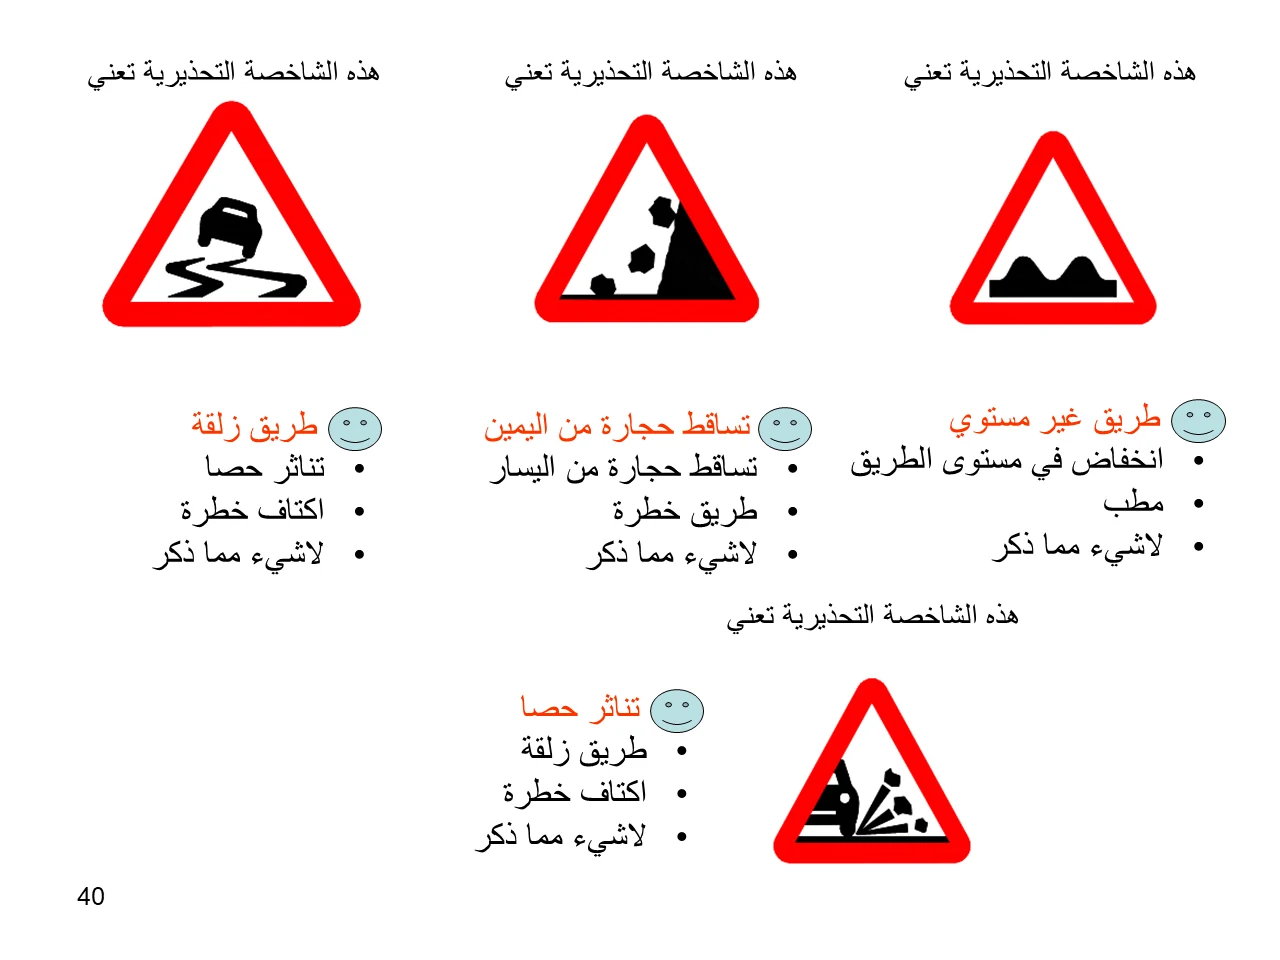 هذه الشاخصة التحذيرية تعني
طريق غير مستوي
• انخفاض في مستوى الطريق
• مطب
• لاشيء مما ذكر
هذه الشاخصة التحذيرية تعني
تساقط حجارة من اليمين
• تساقط حجارة من اليسار
• طريق خطرة
• لاشيء مما ذكر
هذه الشاخصة التحذيرية تعني
طريق زلقة
• تناثر حصا
• اكتاف خطرة
• لاشيء مما ذكر
هذه الشاخصة التحذيرية تعني
تناثر حصا
• طريق زلقة
• اكتاف خطرة
• لاشيء مما ذكر
40